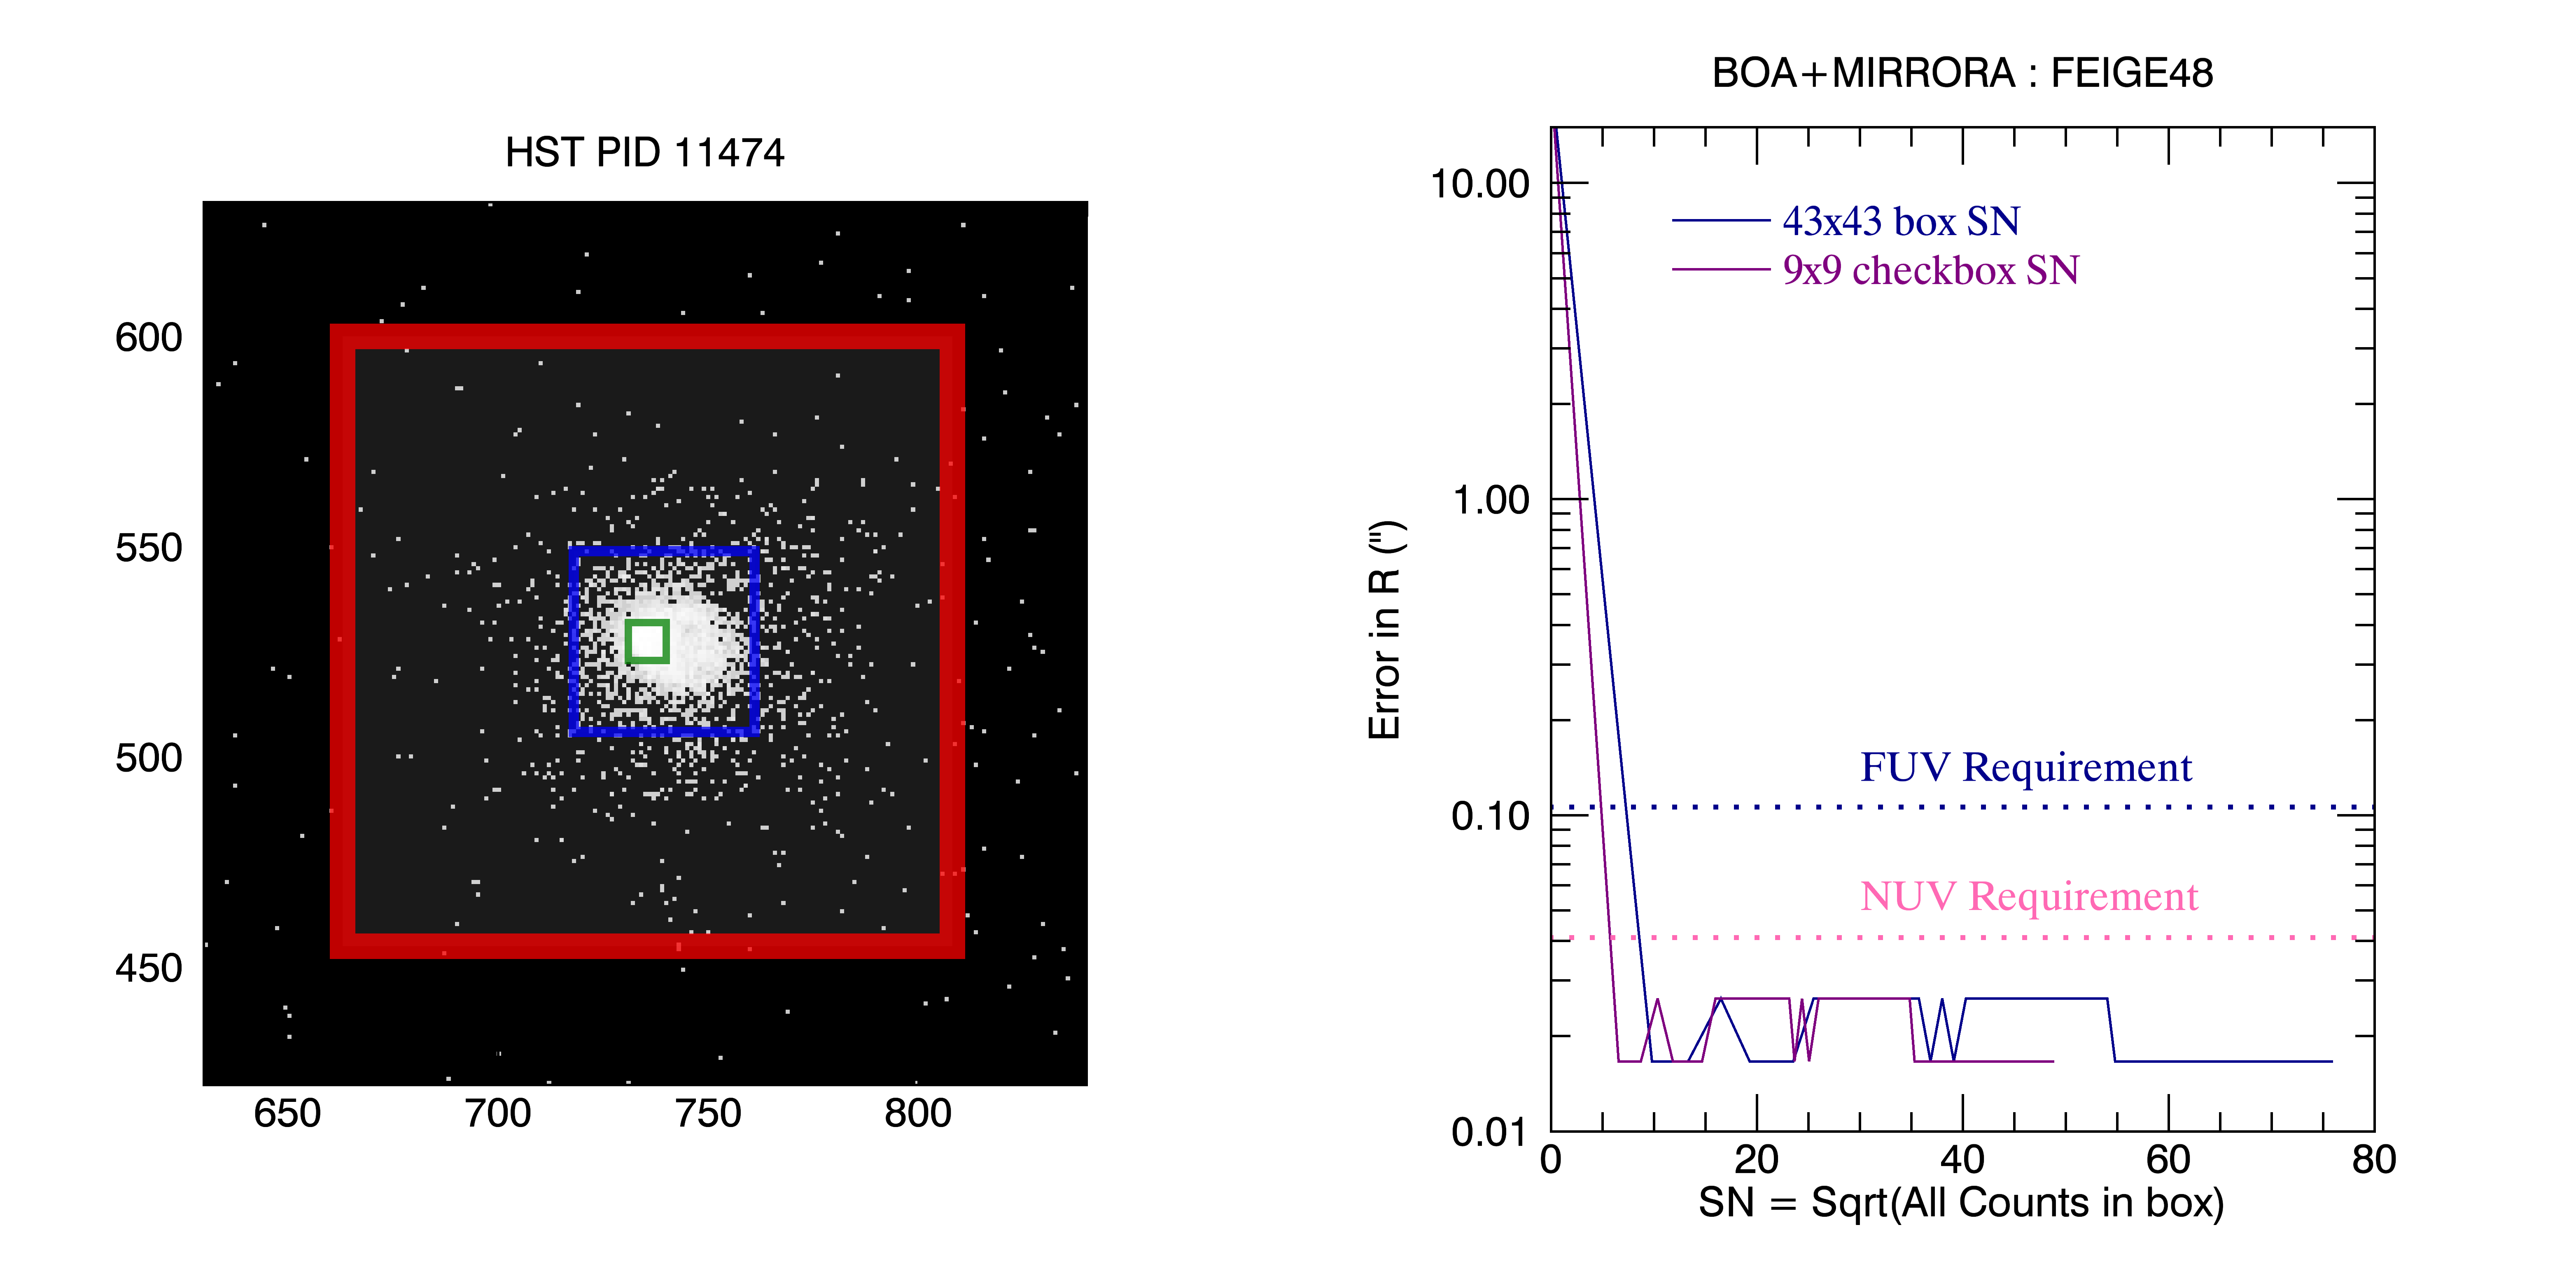 HST PID 11474
600
550
500
450
650 700 750 800
BOA+MIRRORA : FEIGE48
10.00
1.00
0.10
0.01
Error in R (")
43x43 box SN
9x9 checkbox SN
FUV Requirement
NUV Requirement
0 20 40 60 80
SN = Sqrt(All Counts in box)